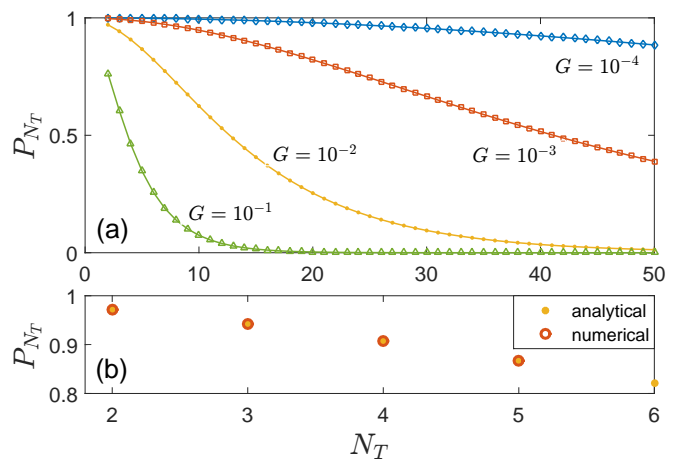 1
G = 10^{-4}
P_{N_T}
0.5
G = 10^{-2}
G = 10^{-3}
G = 10^{-1}
(a)
0
0 10 20 30 40 50
1
analytical
numerical
P_{N_T}
0.9
(b)
0.8
2 3 4 5 6
N_T